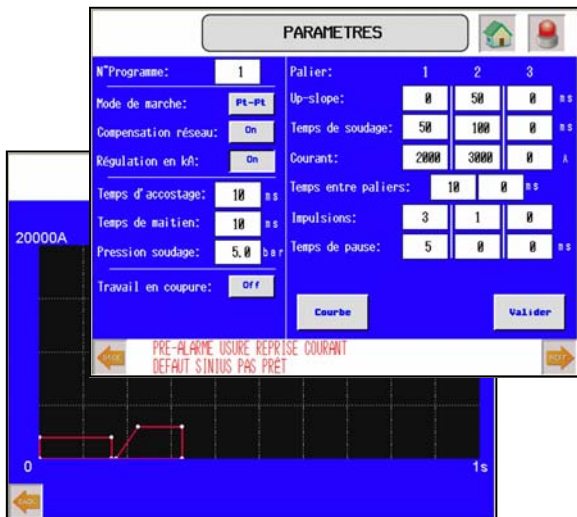 PARAMETRES
N°Programme: 1
Mode de marche: Pt-Pt
Compensation réseau: On
Régulation en kA: On
Temps d'accostage: 10 ms
Temps de maitien: 10 ms
Pression soudage: 5.0 bar
Travail en coupure: Off
Palier: 1 2 3
Up-slope: 0 50 0 ms
Temps de soudage: 50 100 0 ms
Courant: 2000 3000 0 A
Temps entre paliers: 10 0 ms
Impulsions: 3 1 0
Temps de pause: 5 0 0 ms
Courbe Valider
BACK
PRE-ALARME USURE REPRISE COURANT
DEFAUT SINIUS PAS PRÊT
NEXT
20000A
0 1s
BACK